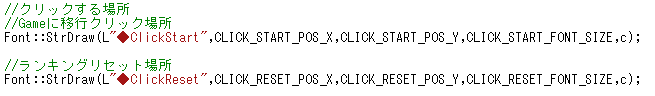 //クリックする場所
//Gameに移行クリック場所
Font::StrDraw(L"◆ClickStart",CLICK_START_POS_X,CLICK_START_POS_Y,CLICK_START_FONT_SIZE,c);
//ランキングリセット場所
Font::StrDraw(L"◆ClickReset",CLICK_RESET_POS_X,CLICK_RESET_POS_Y,CLICK_RESET_FONT_SIZE,c);